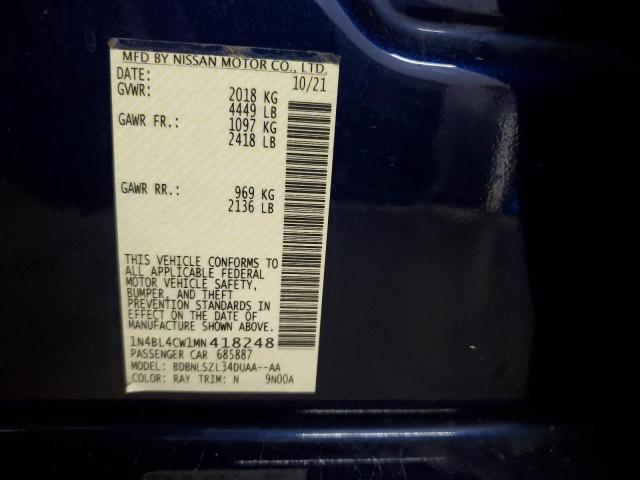 MFD BY NISSAN MOTOR CO., LTD.
DATE: 10/21
GVWR: 2018 KG
4449 LB
GAWR FR.: 1097 KG
2418 LB
GAWR RR.: 969 KG
2136 LB
THIS VEHICLE CONFORMS TO
ALL APPLICABLE FEDERAL
MOTOR VEHICLE SAFETY,
BUMPER, AND THEFT
PREVENTION STANDARDS IN
EFFECT ON THE DATE OF
MANUFACTURE SHOWN ABOVE.
1N4BL4CW1MN418248
PASSENGER CAR 685887
MODEL: BDBNLSZL34DUAA--AA
COLOR: RAY TRIM: N 9N00A